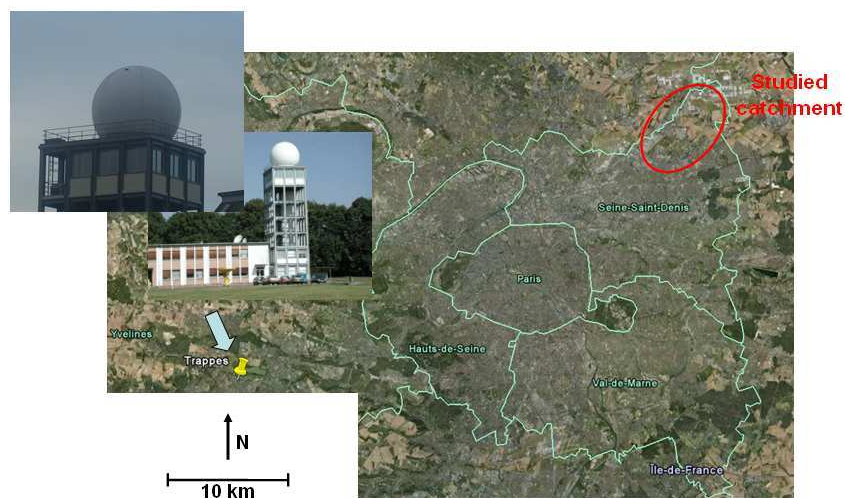 Studied
catchment
Seine-Saint-Denis
Paris
Yvelines
Hauts-de-Seine
Trappes
Val-de-Marne
N
Île-de-France
10 km